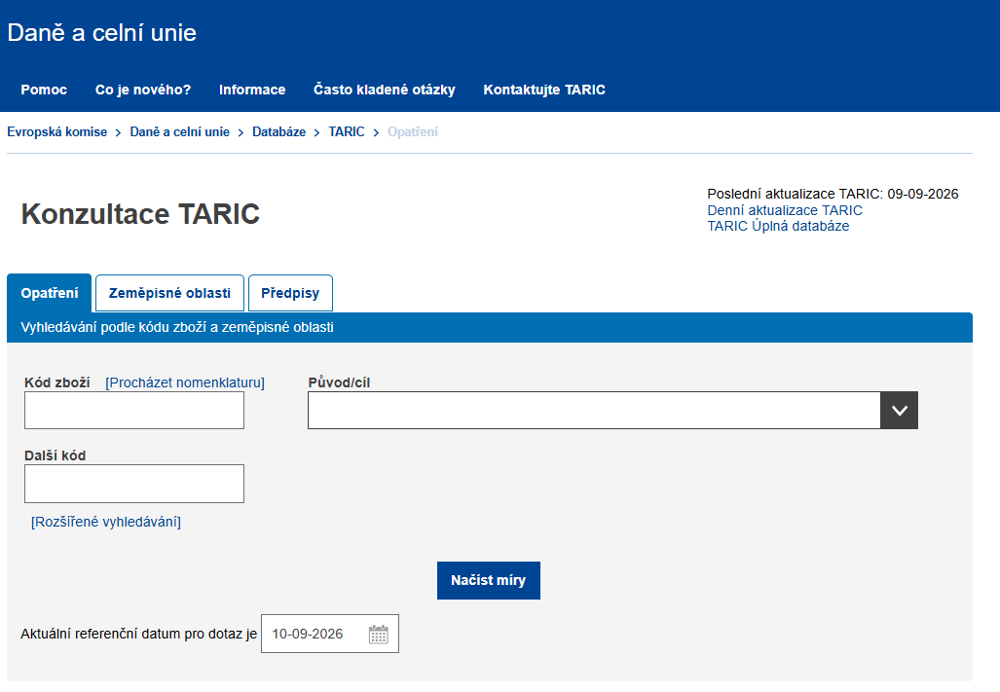 Daně a celní unie
Pomoc Co je nového? Informace Často kladené otázky Kontaktujte TARIC
Evropská komise > Daně a celní unie > Databáze > TARIC > Opatření
Konzultace TARIC
Poslední aktualizace TARIC: 09-09-2026
Denní aktualizace TARIC
TARIC Úplná databáze
Opatření Zeměpisné oblasti Předpisy
Vyhledávání podle kódu zboží a zeměpisné oblasti
Kód zboží [Procházet nomenklaturu] Původ/cíl
Další kód
[Rozšířené vyhledávání]
Načíst míry
Aktuální referenční datum pro dotaz je 10-09-2026